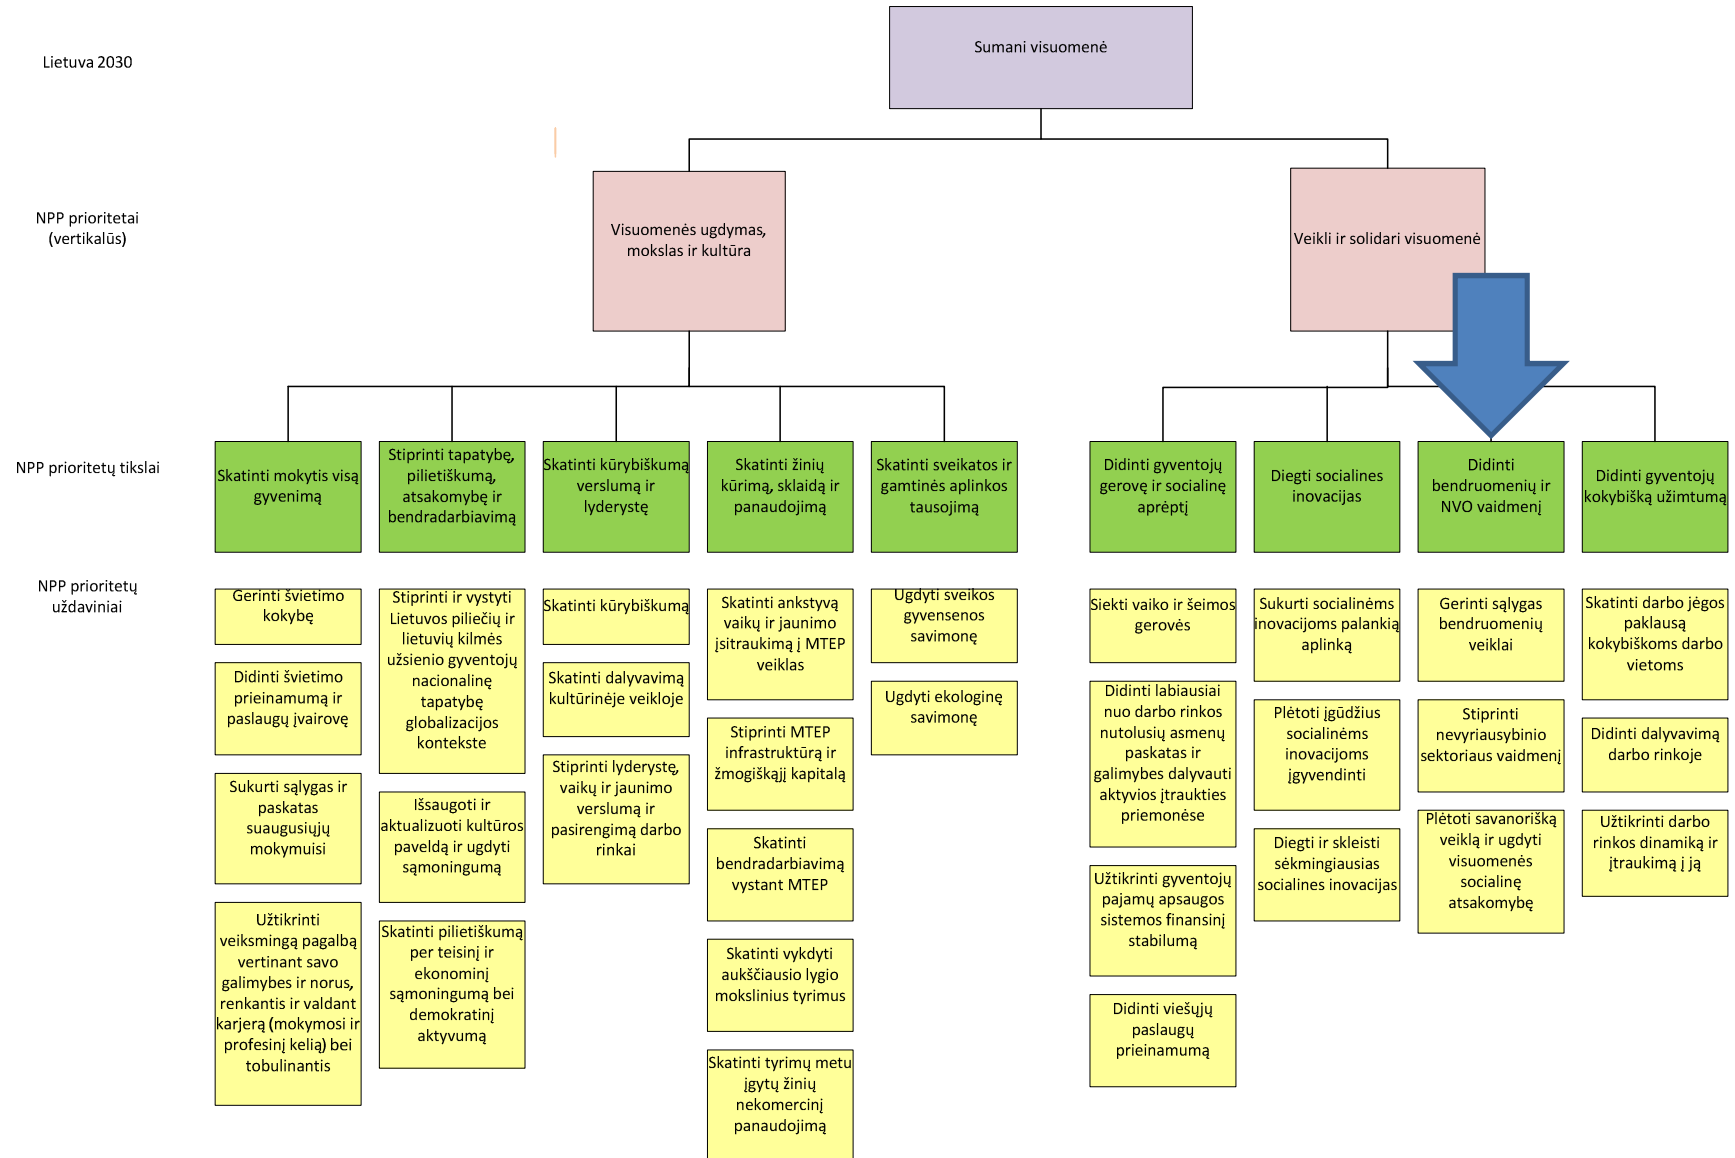 Lietuva 2030
Sumani visuomenė
NPP prioritetai
(vertikalūs)
Visuomenės ugdymas,
mokslas ir kultūra
Veikli ir solidari visuomenė
NPP prioritetų tikslai
Skatinti mokytis visą
gyvenimą
Stiprinti tapatybę,
pilietiškumą,
atsakomybę ir
bendradarbiavimą
Skatinti kūrybiškumą
verslumą ir
lyderystę
Skatinti žinių
kūrimą, sklaidą ir
panaudojimą
Skatinti sveikatos ir
gamtinės aplinkos
tausojimą
Didinti gyventojų
gerovę ir socialinę
aprėptį
Diegti socialines
inovacijas
Didinti
bendruomenių ir
NVO vaidmenį
Didinti gyventojų
kokybišką užimtumą
NPP prioritetų
uždaviniai
Gerinti švietimo
kokybę
Didinti švietimo
prieinamumą ir
paslaugų įvairovę
Sukurti sąlygas ir
paskatas
suaugusiųjų
mokymuisi
Užtikrinti
veiksmingą pagalbą
vertinant savo
galimybes ir norus,
renkantis ir valdant
karjerą (mokymosi ir
profesinį kelią) bei
tobulinantis
Stiprinti ir vystyti
Lietuvos piliečių ir
lietuvių kilmės
užsienio gyventojų
nacionalinę
tapatybę
globalizacijos
kontekste
Išsaugoti ir
aktualizuoti kultūros
paveldą ir ugdyti
sąmoningumą
Skatinti pilietiškumą
per teisinį ir
ekonominį
sąmoningumą bei
demokratinį
aktyvumą
Skatinti kūrybiškumą
Skatinti dalyvavimą
kultūrinėje veikloje
Stiprinti lyderystę,
vaikų ir jaunimo
verslumą ir
pasirengimą darbo
rinkai
Skatinti ankstyvą
vaikų ir jaunimo
įsitraukimą į MTEP
veiklas
Stiprinti MTEP
infrastruktūrą ir
žmogiškąjį kapitalą
Skatinti
bendradarbiavimą
vystant MTEP
Skatinti vykdyti
aukščiausio lygio
mokslinius tyrimus
Skatinti tyrimų metu
įgytų žinių
nekomercinį
panaudojimą
Ugdyti sveikos
gyvensenos
savimonę
Ugdyti ekologinę
savimonę
Siekti vaiko ir šeimos
gerovės
Didinti labiausiai
nuo darbo rinkos
nutolusių asmenų
paskatas ir
galimybes dalyvauti
aktyvios įtraukties
priemonėse
Užtikrinti gyventojų
pajamų apsaugos
sistemos finansinį
stabilumą
Didinti viešųjų
paslaugų
prieinamumą
Sukurti socialinėms
inovacijoms palankią
aplinką
Plėtoti įgūdžius
socialinėms
inovacijoms
įgyvendinti
Diegti ir skleisti
sėkmingiausias
socialines inovacijas
Gerinti sąlygas
bendruomenių
veiklai
Stiprinti
nevyriausybinio
sektoriaus vaidmenį
Plėtoti savanorišką
veiklą ir ugdyti
visuomenės
socialinę
atsakomybę
Skatinti darbo jėgos
paklausą
kokybiškoms darbo
vietoms
Didinti dalyvavimą
darbo rinkoje
Užtikrinti darbo
rinkos dinamiką ir
įtraukimą į ją